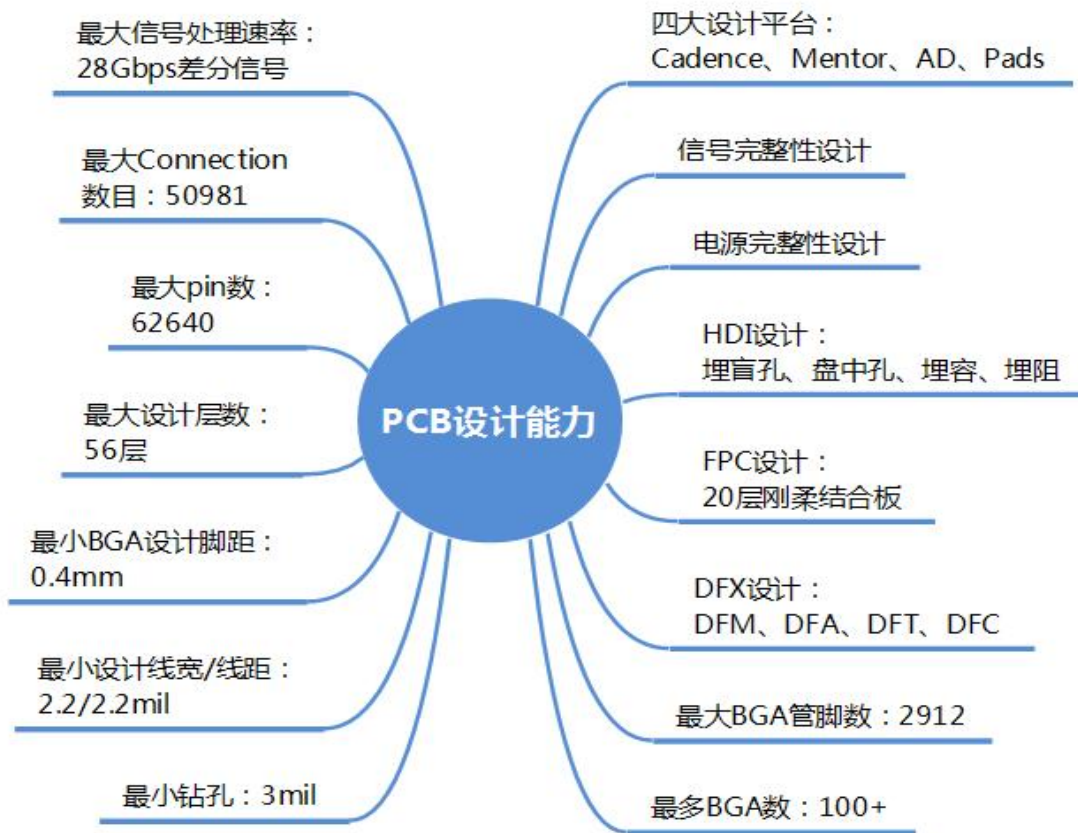 最大信号处理速率：
28Gbps差分信号
最大Connection
数目：50981
最大pin数：
62640
最大设计层数：
56层
最小BGA设计脚距：
0.4mm
最小设计线宽/线距：
2.2/2.2mil
最小钻孔：3mil
PCB设计能力
四大设计平台：
Cadence、Mentor、AD、Pads
信号完整性设计
电源完整性设计
HDI设计：
埋盲孔、盘中孔、埋容、埋阻
FPC设计：
20层刚柔结合板
DFX设计：
DFM、DFA、DFT、DFC
最大BGA管脚数：2912
最多BGA数：100+